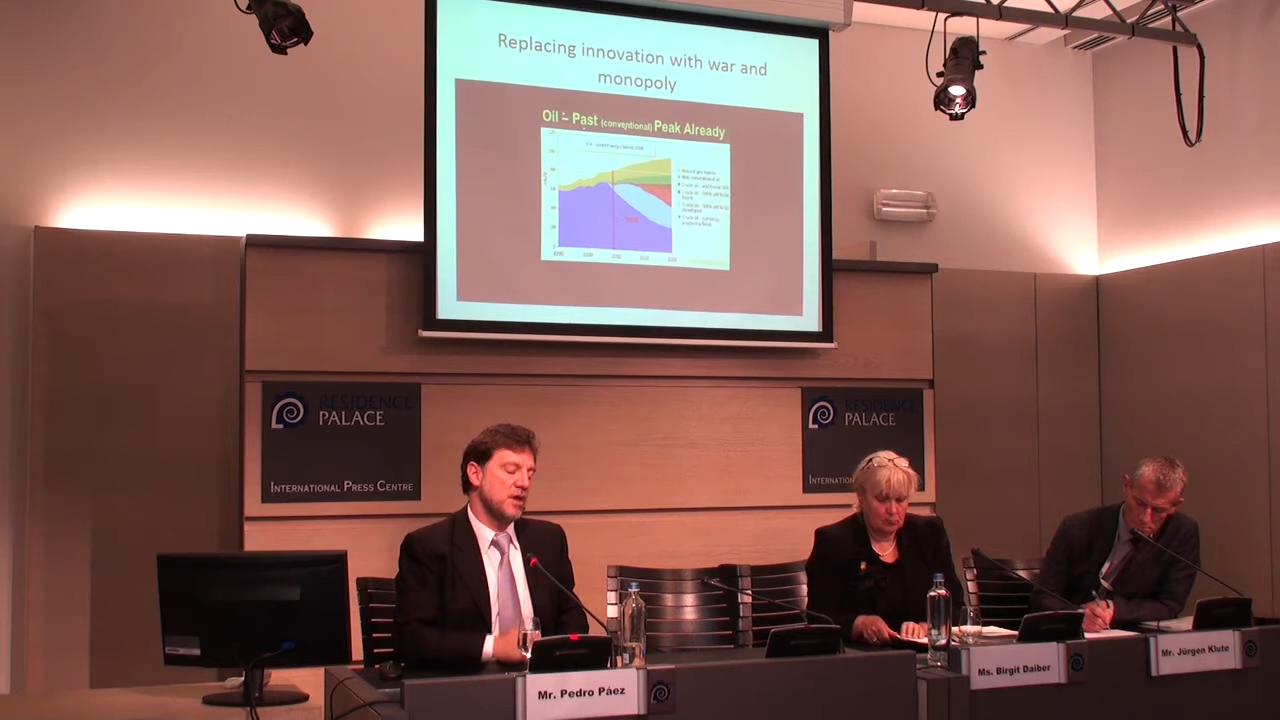 Replacing innovation with war and
monopoly
Oil – Past (conventional) Peak Already
RESIDENCE
PALACE
INTERNATIONAL PRESS CENTRE
RESIDENCE
PALACE
INTERNATION
Mr. Pedro Páez
Ms. Birgit Daiber
Mr. Jürgen Klute